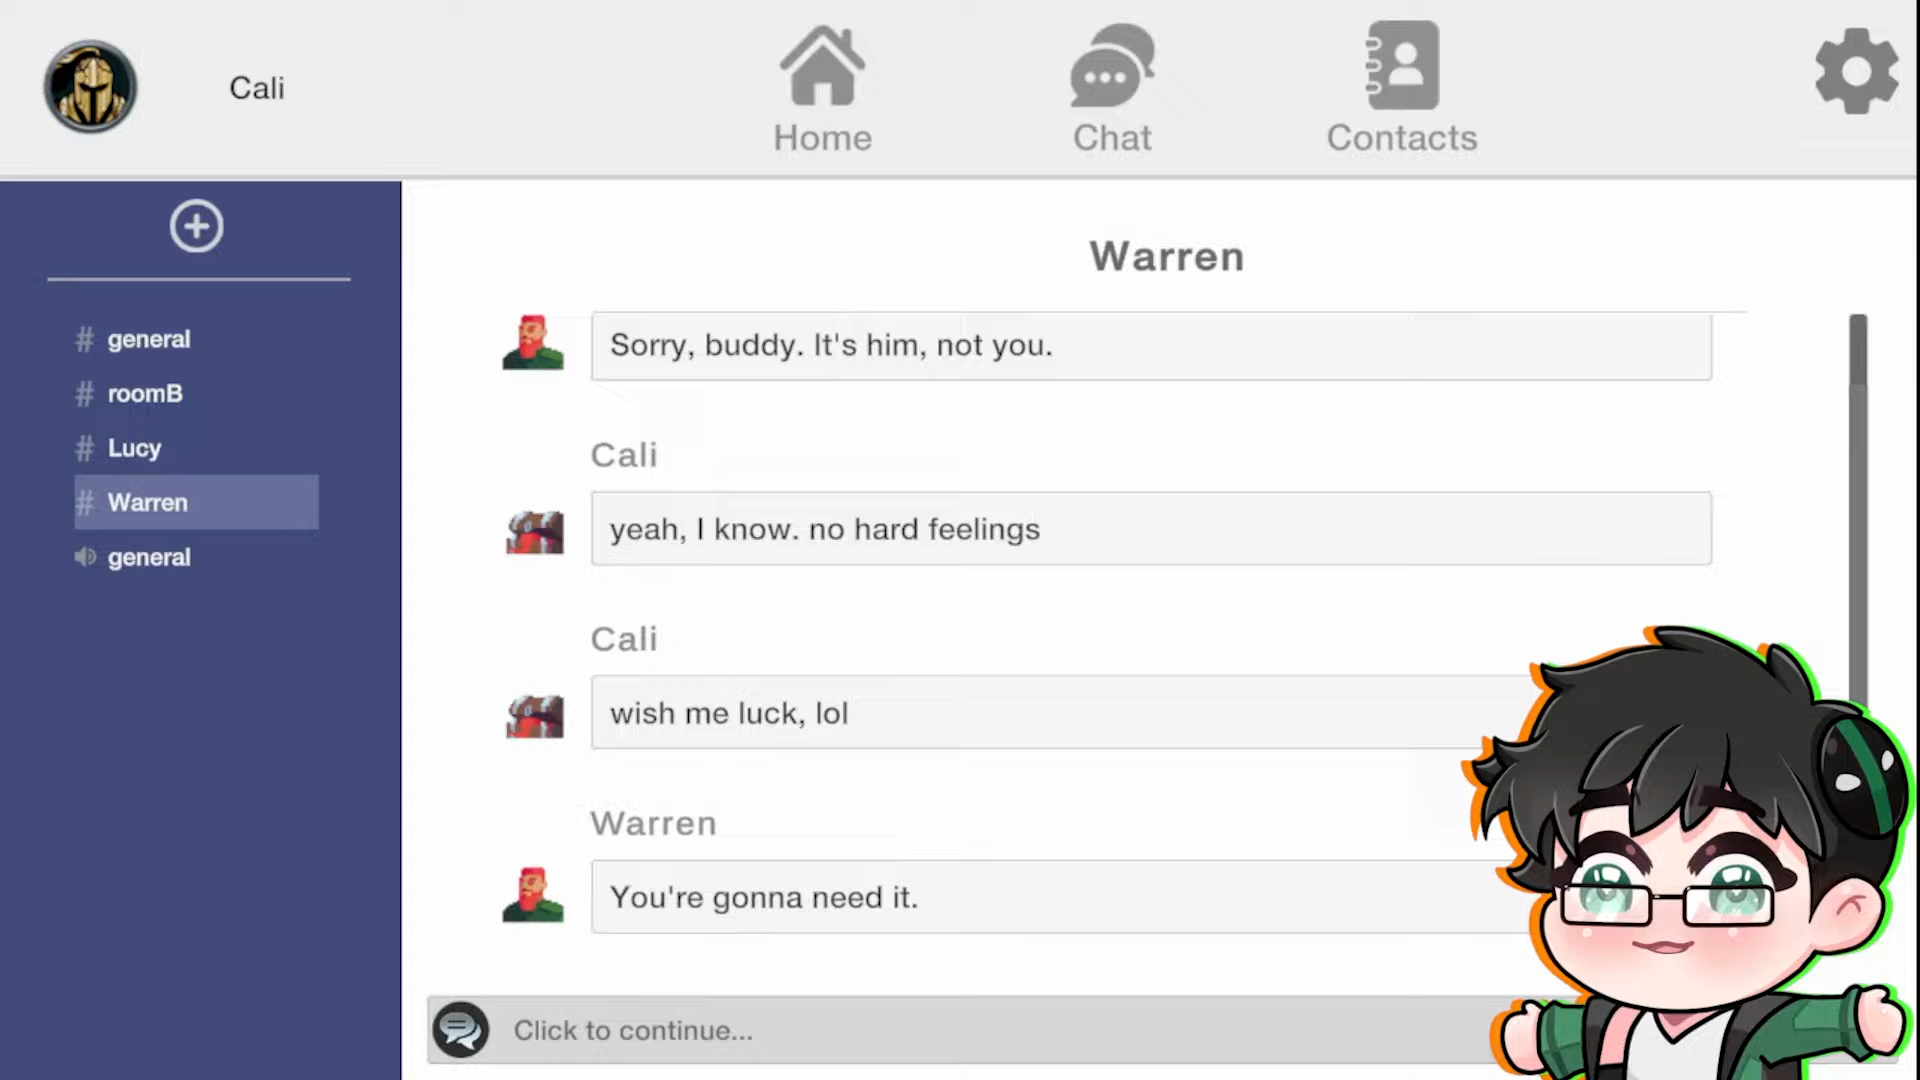 Cali
Home
Chat
Contacts
# general
# roomB
# Lucy
# Warren
general
Warren
Sorry, buddy. It's him, not you.
Cali
yeah, I know. no hard feelings
Cali
wish me luck, lol
Warren
You're gonna need it.
Click to continue...